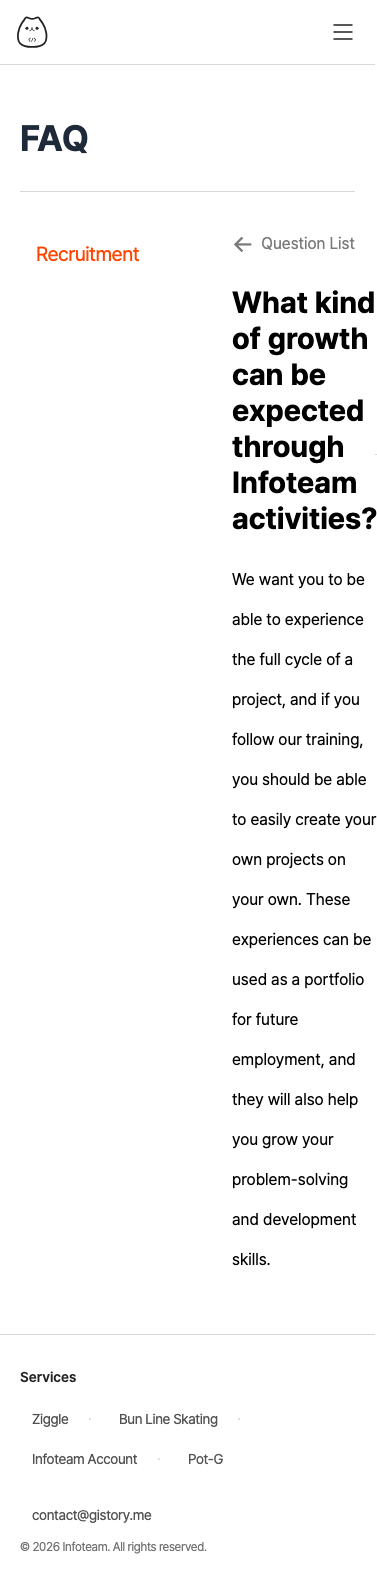 FAQ
Recruitment
Question List
What kind
of growth
can be
expected
through
Infoteam
activities?
We want you to be
able to experience
the full cycle of a
project, and if you
follow our training,
you should be able
to easily create your
own projects on
your own. These
experiences can be
used as a portfolio
for future
employment, and
they will also help
you grow your
problem-solving
and development
skills.
Services
Ziggle · Bun Line Skating ·
Infoteam Account · Pot-G
contact@gistory.me
© 2026 Infoteam. All rights reserved.